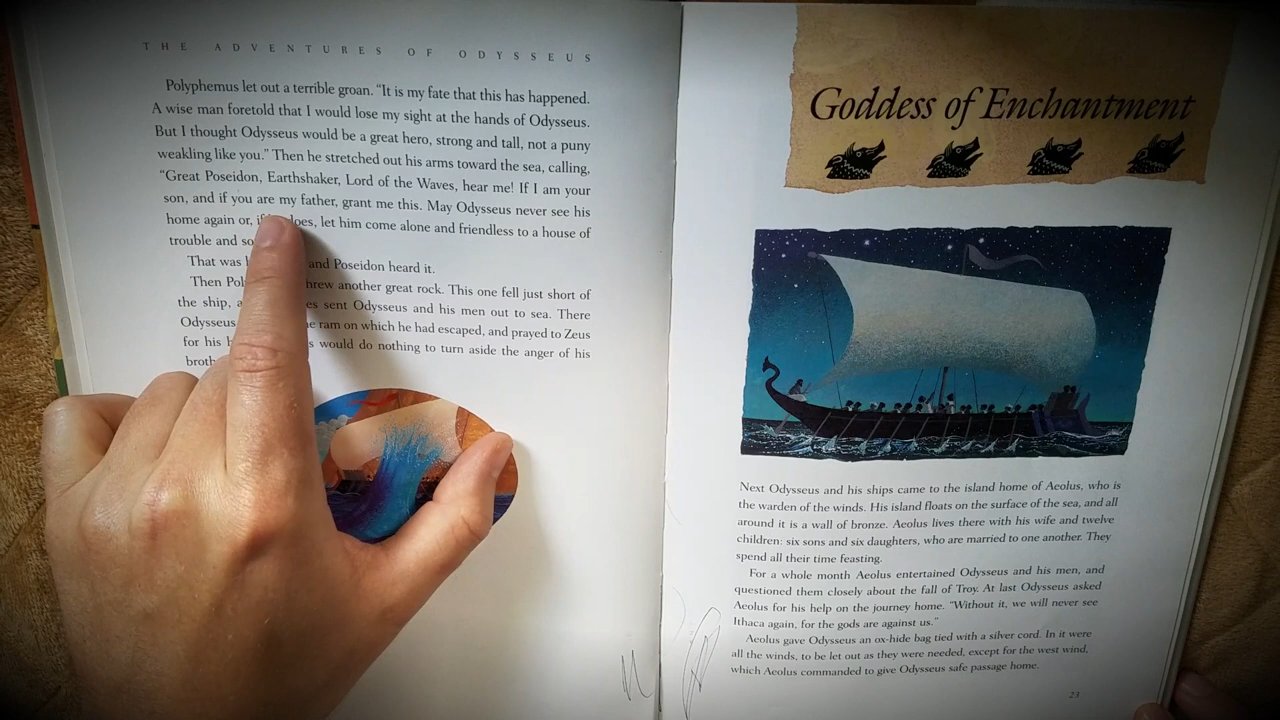 THE ADVENTURES OF ODYSSEUS
Polyphemus let out a terrible groan. "It is my fate that this has happened.
A wise man foretold that I would lose my sight at the hands of Odysseus.
But I thought Odysseus would be a great hero, strong and tall, not a puny
weakling like you." Then he stretched out his arms toward the sea, calling,
"Great Poseidon, Earthshaker, Lord of the Waves, hear me! If I am your
son, and if you are my father, grant me this. May Odysseus never see his
home again or, does, let him come alone and friendless to a house of
trouble and
That was and Poseidon heard it.
Then another great rock. This one fell just short of
the ship, sent Odysseus and his men out to sea. There
Odysseus ram on which he had escaped, and prayed to Zeus
for his would do nothing to turn aside the anger of his
Goddess of Enchantment
Next Odysseus and his ships came to the island home of Aeolus, who is
the warden of the winds. His island floats on the surface of the sea, and all
around it is a wall of bronze. Aeolus lives there with his wife and twelve
children: six sons and six daughters, who are married to one another. They
spend all their time feasting.
For a whole month Aeolus entertained Odysseus and his men, and
questioned them closely about the fall of Troy. At last Odysseus asked
Aeolus for his help on the journey home. "Without it, we will never see
Ithaca again, for the gods are against us."
Aeolus gave Odysseus an ox-hide bag tied with a silver cord. In it were
all the winds, to be let out as they were needed, except for the west wind,
which Aeolus commanded to give Odysseus safe passage home.
23